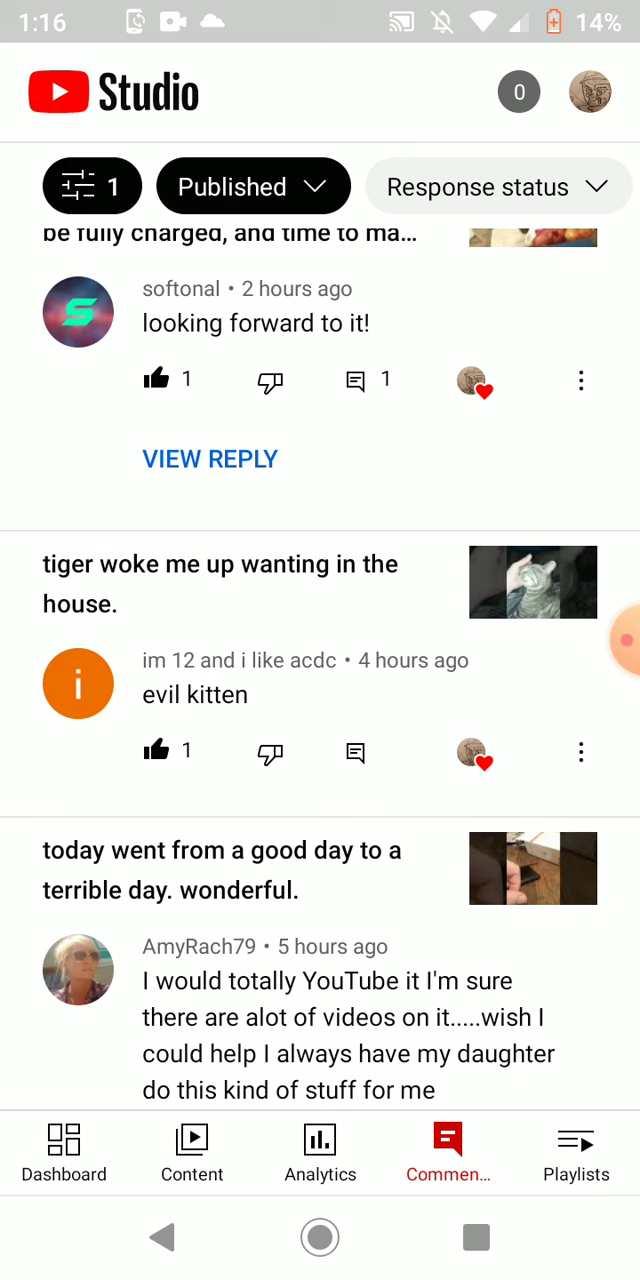 1:16
14%
Studio
0
1
Published
Response status
be fully charged, and time to ma...
softonal • 2 hours ago
looking forward to it!
1
1
VIEW REPLY
tiger woke me up wanting in the
house.
i
im 12 and i like acdc • 4 hours ago
evil kitten
1
today went from a good day to a
terrible day. wonderful.
AmyRach79 • 5 hours ago
I would totally YouTube it I'm sure
there are alot of videos on it.....wish I
could help I always have my daughter
do this kind of stuff for me
Dashboard
Content
Analytics
Commen...
Playlists